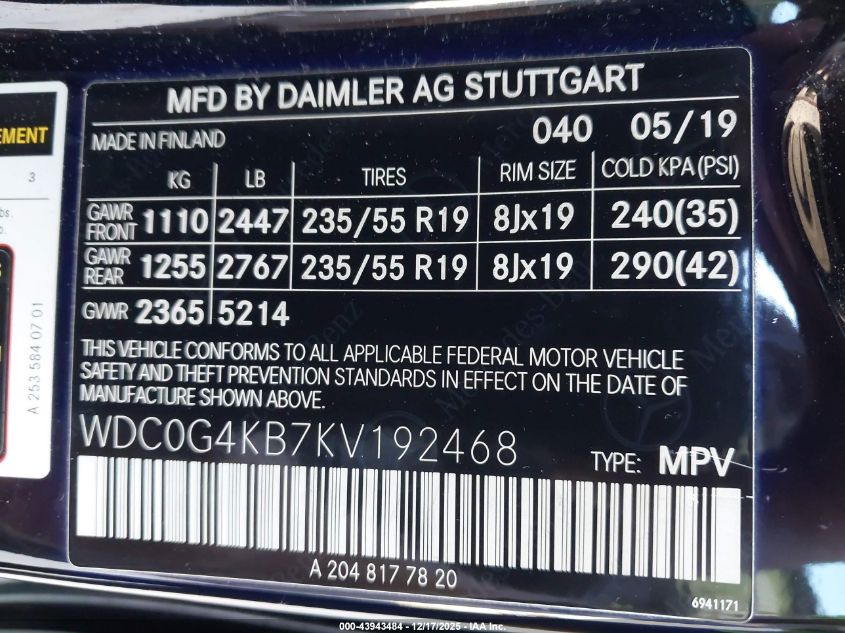 MFD BY DAIMLER AG STUTTGART
MADE IN FINLAND 040 05/19
KG LB TIRES RIM SIZE COLD KPA(PSI)
GAWR FRONT 1110 2447 235/55 R19 8Jx19 240(35)
GAWR REAR 1255 2767 235/55 R19 8Jx19 290(42)
GVWR 2365 5214
THIS VEHICLE CONFORMS TO ALL APPLICABLE FEDERAL MOTOR VEHICLE
SAFETY AND THEFT PREVENTION STANDARDS IN EFFECT ON THE DATE OF
MANUFACTURE SHOWN ABOVE.
WDC0G4KB7KV192468
TYPE: MPV
A 204 817 78 20
6941171
EMENT
3
bs.
A 253 584 07 01
Mercedes-Benz
000-43943484 - 12/17/2025 - IAA Inc.